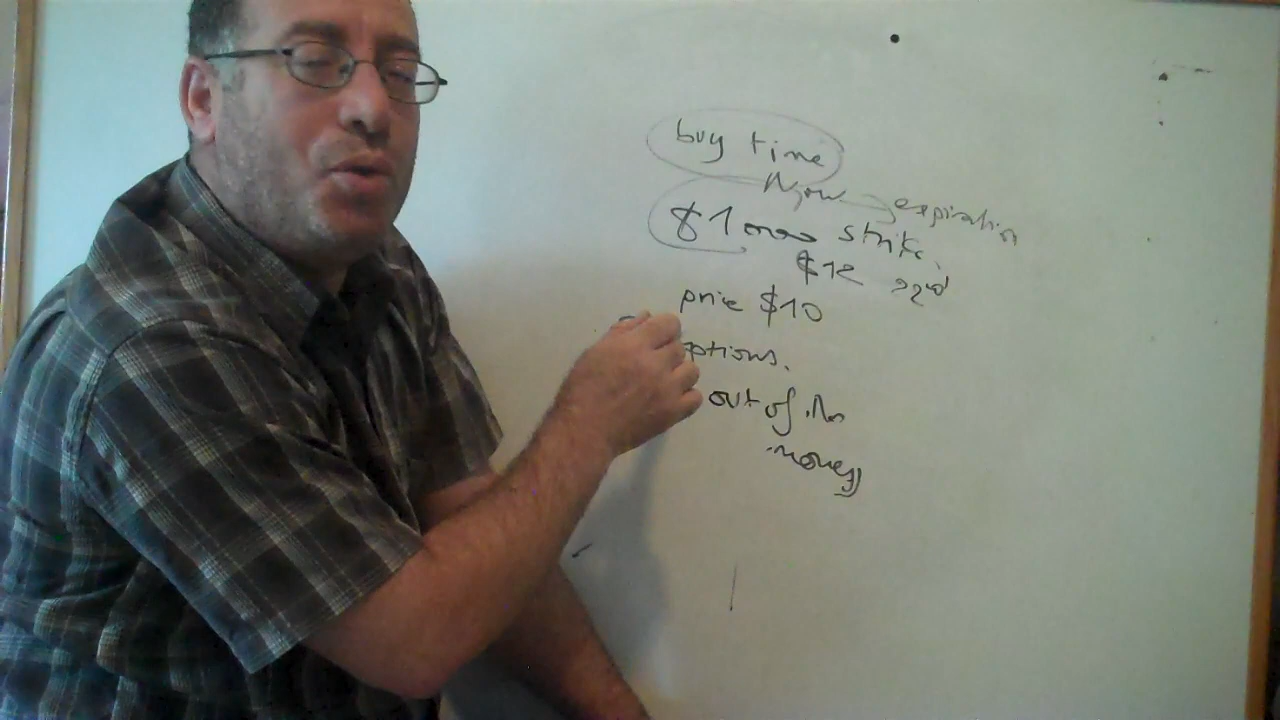 buy time
Now expiration
$1 strike
$12
price $10
options.
out of the
money